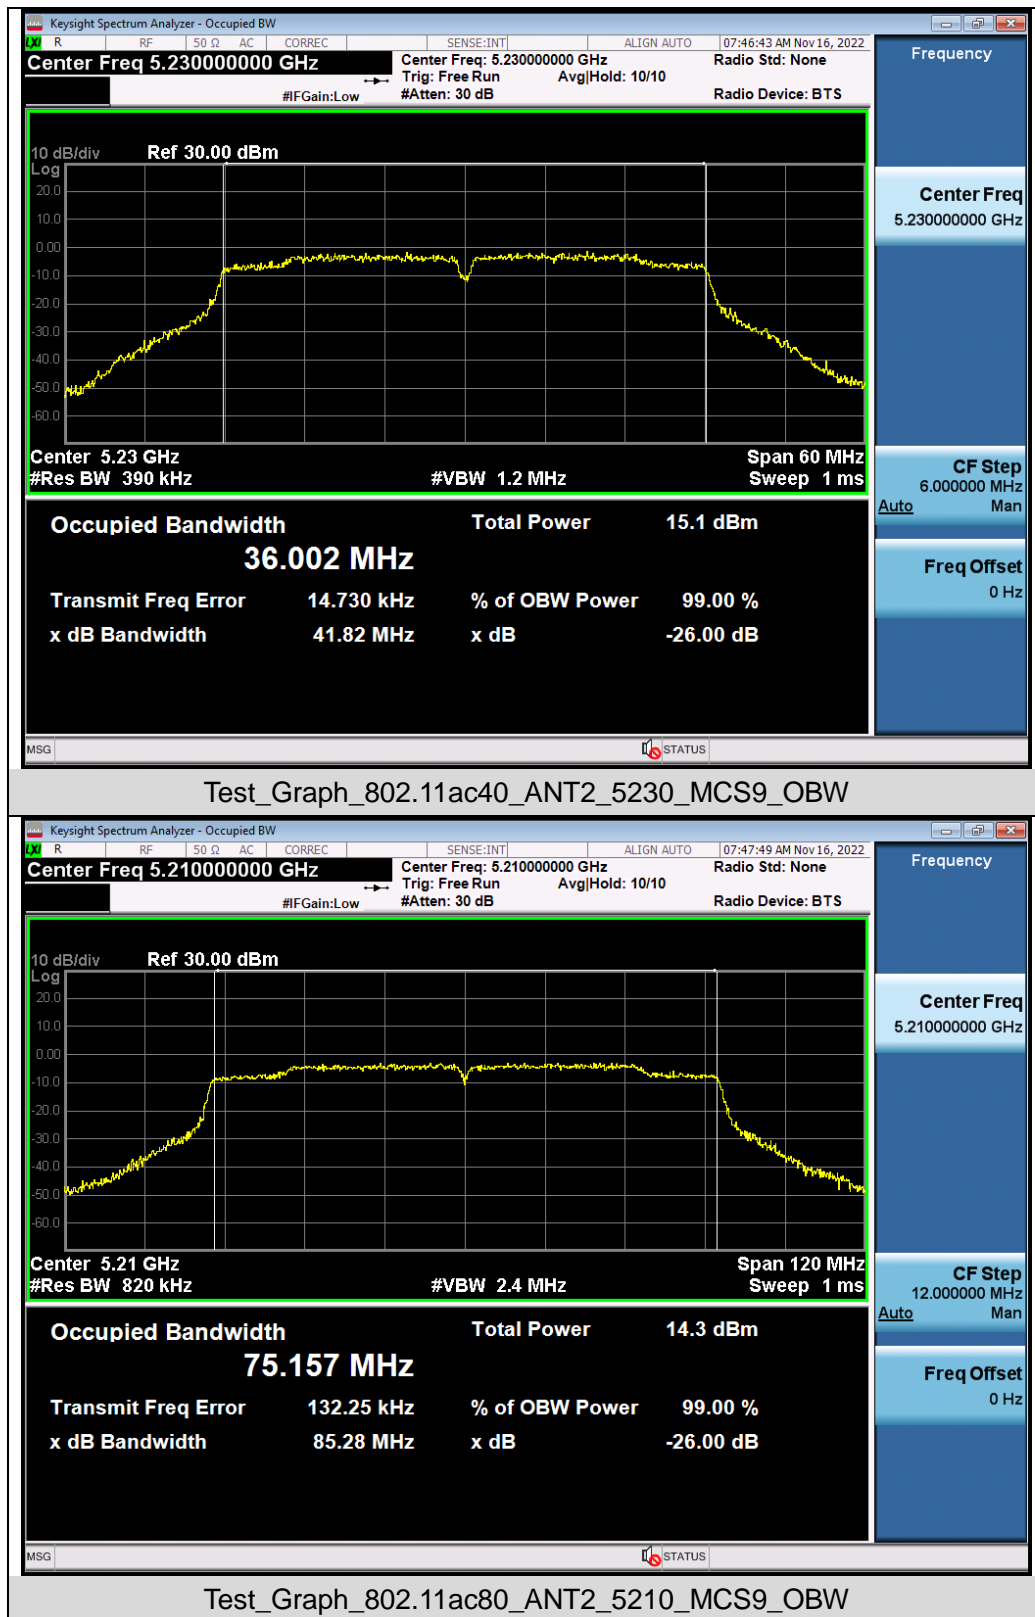 Keysight Spectrum Analyzer - Occupied BW
LXI R RF 50 Ω AC CORREC SENSE:INT ALIGN AUTO 07:46:43 AM Nov 16, 2022
Center Freq 5.230000000 GHz
Center Freq: 5.230000000 GHz
Radio Std: None
Trig: Free Run Avg|Hold: 10/10
#IFGain:Low
#Atten: 30 dB
Radio Device: BTS
Frequency
10 dB/div Ref 30.00 dBm
Log
20.0
10.0
0.00
-10.0
-20.0
-30.0
-40.0
-50.0
-60.0
Center Freq
5.230000000 GHz
Center 5.23 GHz Span 60 MHz
#Res BW 390 kHz #VBW 1.2 MHz Sweep 1 ms
CF Step
6.000000 MHz
Auto Man
Occupied Bandwidth Total Power 15.1 dBm
36.002 MHz
Freq Offset
0 Hz
Transmit Freq Error 14.730 kHz % of OBW Power 99.00 %
x dB Bandwidth 41.82 MHz x dB -26.00 dB
MSG STATUS
Test_Graph_802.11ac40_ANT2_5230_MCS9_OBW
Keysight Spectrum Analyzer - Occupied BW
LXI R RF 50 Ω AC CORREC SENSE:INT ALIGN AUTO 07:47:49 AM Nov 16, 2022
Center Freq 5.210000000 GHz
Center Freq: 5.210000000 GHz
Radio Std: None
Trig: Free Run Avg|Hold: 10/10
#IFGain:Low
#Atten: 30 dB
Radio Device: BTS
Frequency
10 dB/div Ref 30.00 dBm
Log
20.0
10.0
0.00
-10.0
-20.0
-30.0
-40.0
-50.0
-60.0
Center Freq
5.210000000 GHz
Center 5.21 GHz Span 120 MHz
#Res BW 820 kHz #VBW 2.4 MHz Sweep 1 ms
CF Step
12.000000 MHz
Auto Man
Occupied Bandwidth Total Power 14.3 dBm
75.157 MHz
Freq Offset
0 Hz
Transmit Freq Error 132.25 kHz % of OBW Power 99.00 %
x dB Bandwidth 85.28 MHz x dB -26.00 dB
MSG STATUS
Test_Graph_802.11ac80_ANT2_5210_MCS9_OBW